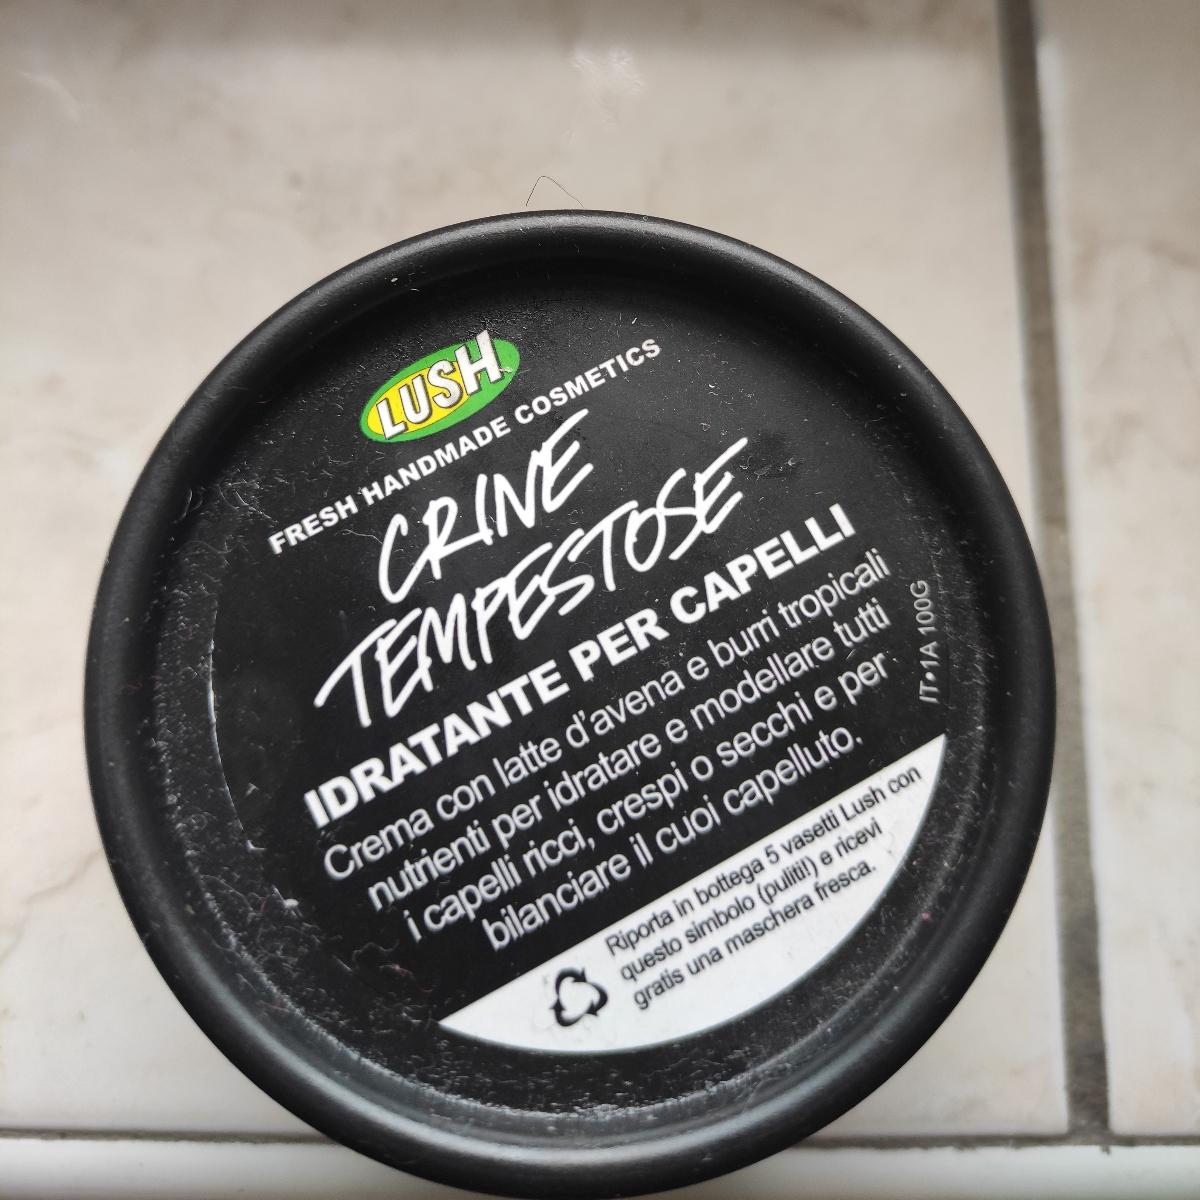 LUSH
FRESH HANDMADE COSMETICS
CRINE
TEMPESTOSE
IDRATANTE PER CAPELLI
Crema con latte d'avena e burri tropicali
nutrienti per idratare e modellare tutti
i capelli ricci, crespi o secchi e per
bilanciare il cuoi capelluto.
IT•1A 100G
Riporta in bottega 5 vasetti Lush con
questo simbolo (puliti!) e ricevi
gratis una maschera fresca.